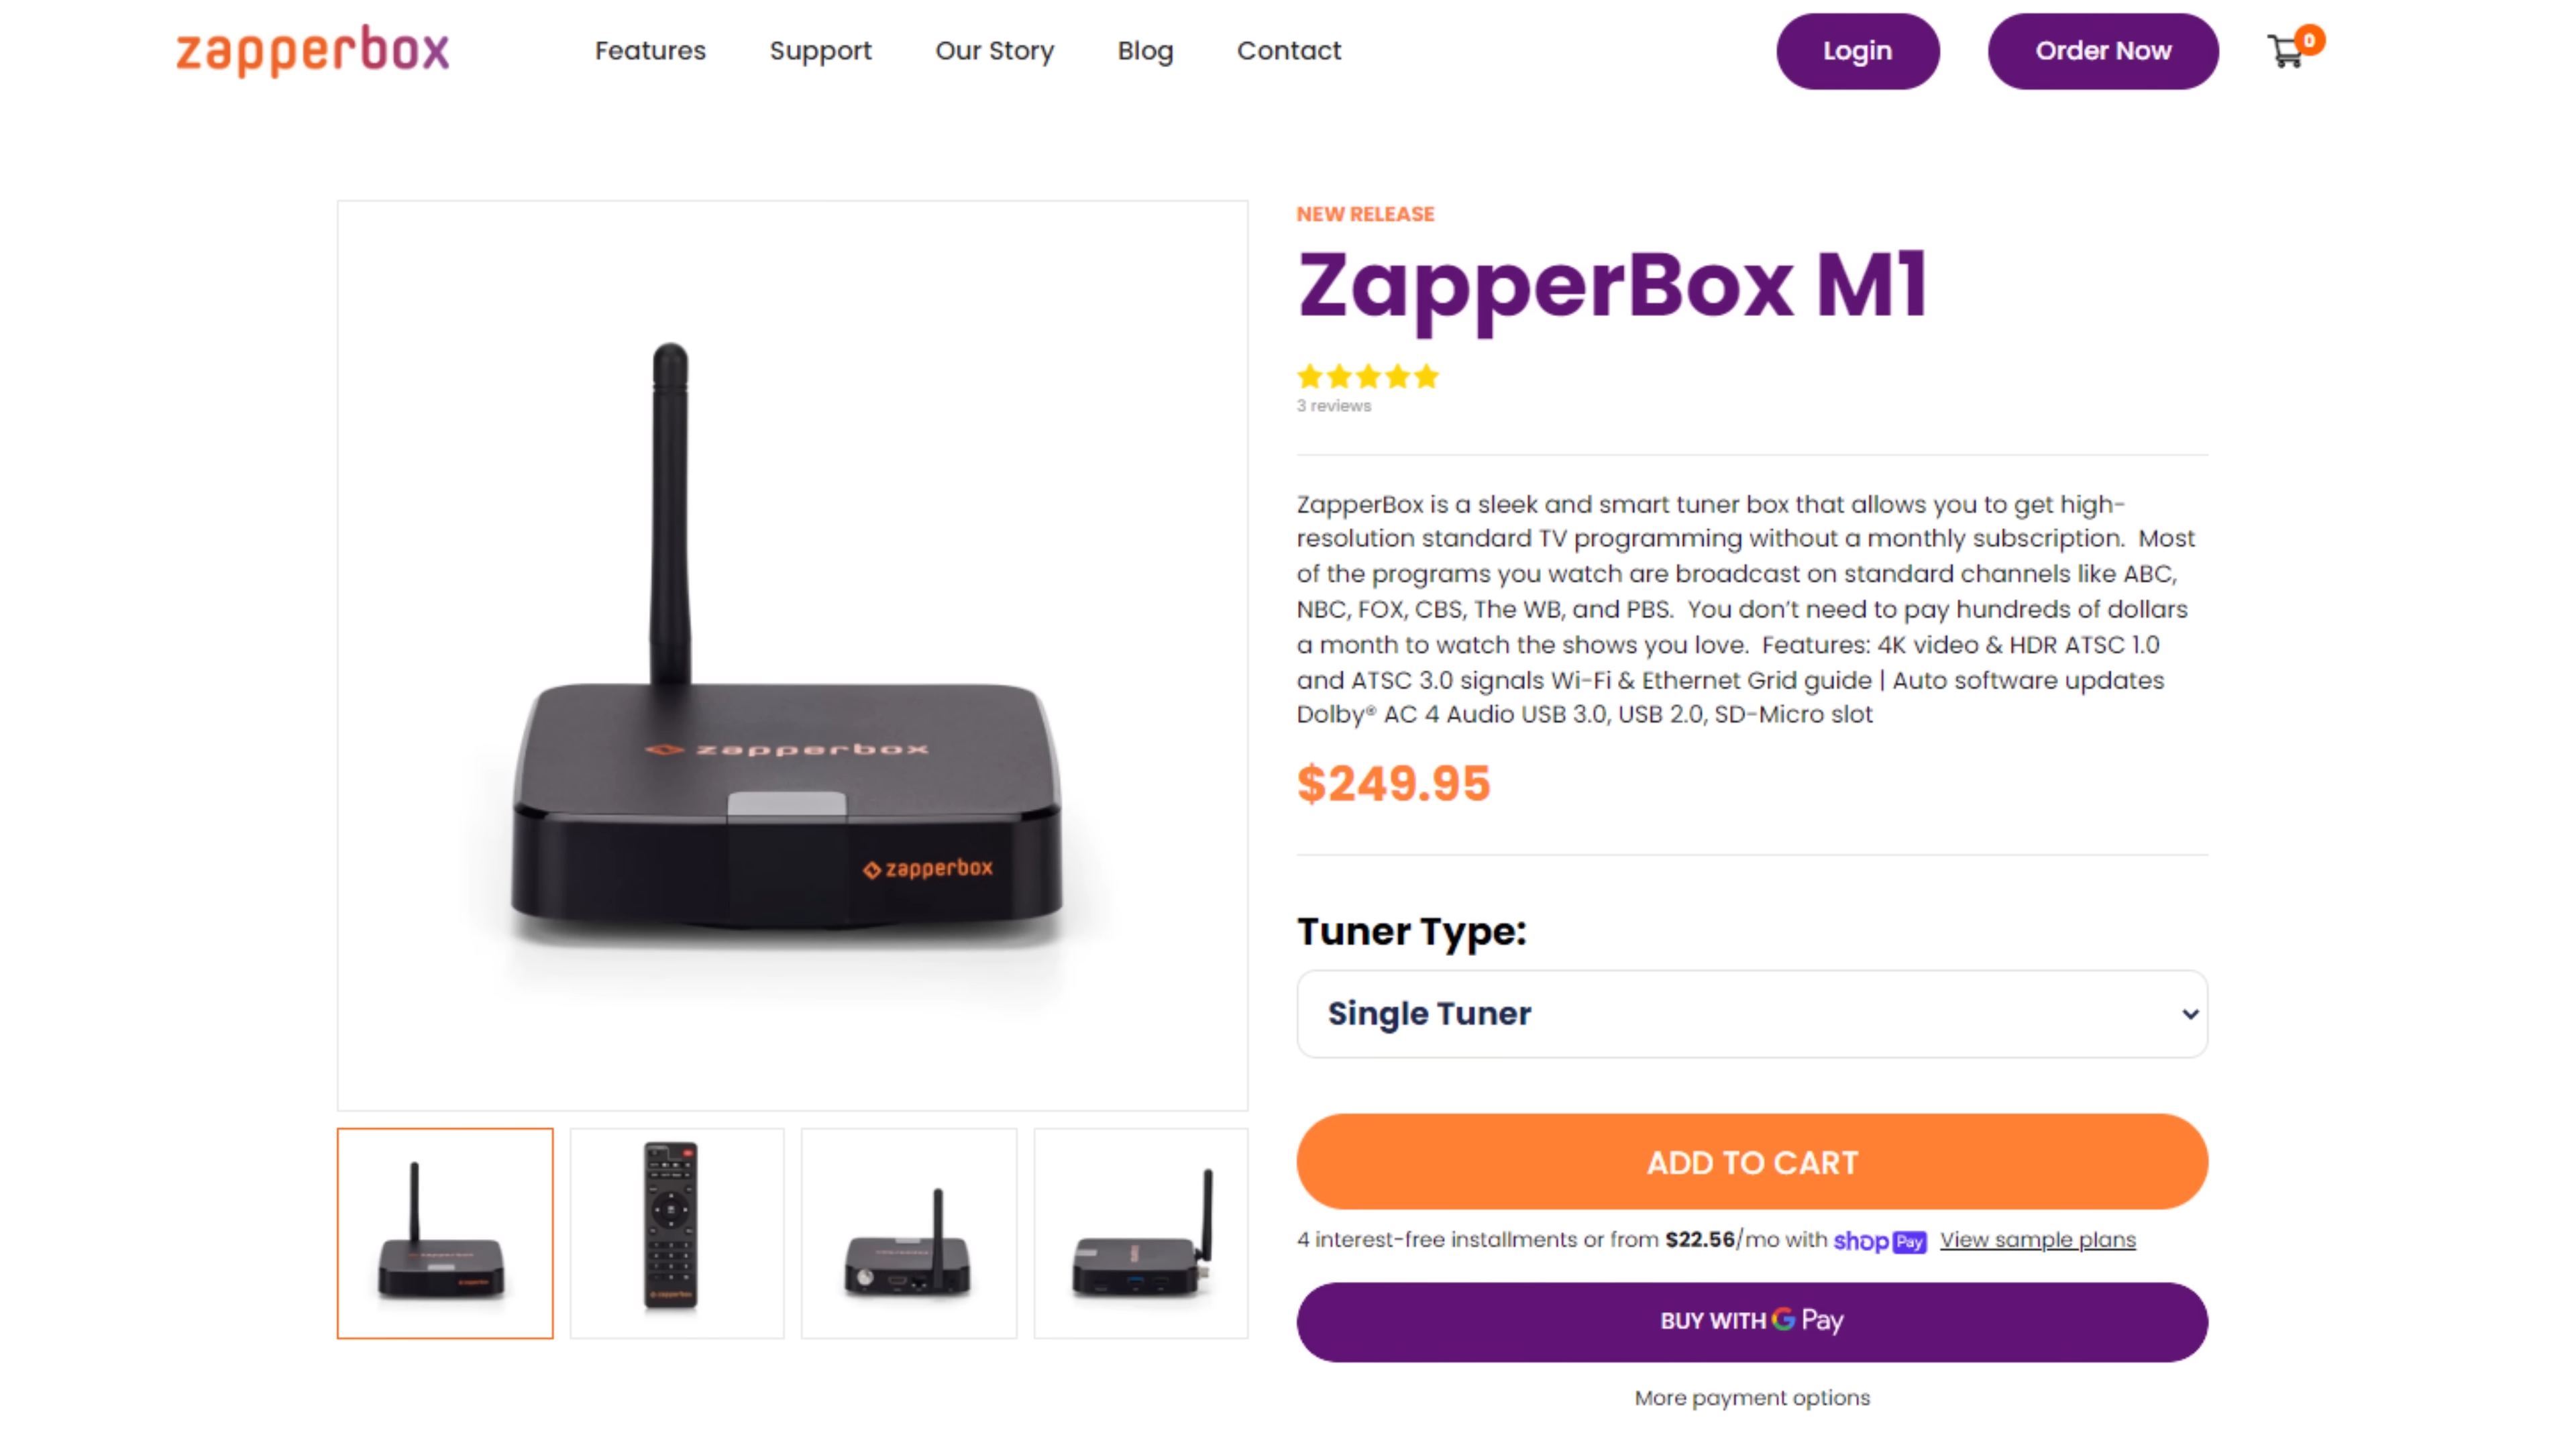 zapperbox
Features
Support
Our Story
Blog
Contact
Login
Order Now
0
zapperbox
zapperbox
NEW RELEASE
ZapperBox M1
3 reviews
ZapperBox is a sleek and smart tuner box that allows you to get high-
resolution standard TV programming without a monthly subscription.  Most
of the programs you watch are broadcast on standard channels like ABC,
NBC, FOX, CBS, The WB, and PBS.  You don’t need to pay hundreds of dollars
a month to watch the shows you love.  Features: 4K video & HDR ATSC 1.0
and ATSC 3.0 signals Wi-Fi & Ethernet Grid guide | Auto software updates
Dolby® AC 4 Audio USB 3.0, USB 2.0, SD-Micro slot
$249.95
Tuner Type:
Single Tuner
ADD TO CART
4 interest-free installments or from $22.56/mo with shop Pay View sample plans
BUY WITH G Pay
More payment options